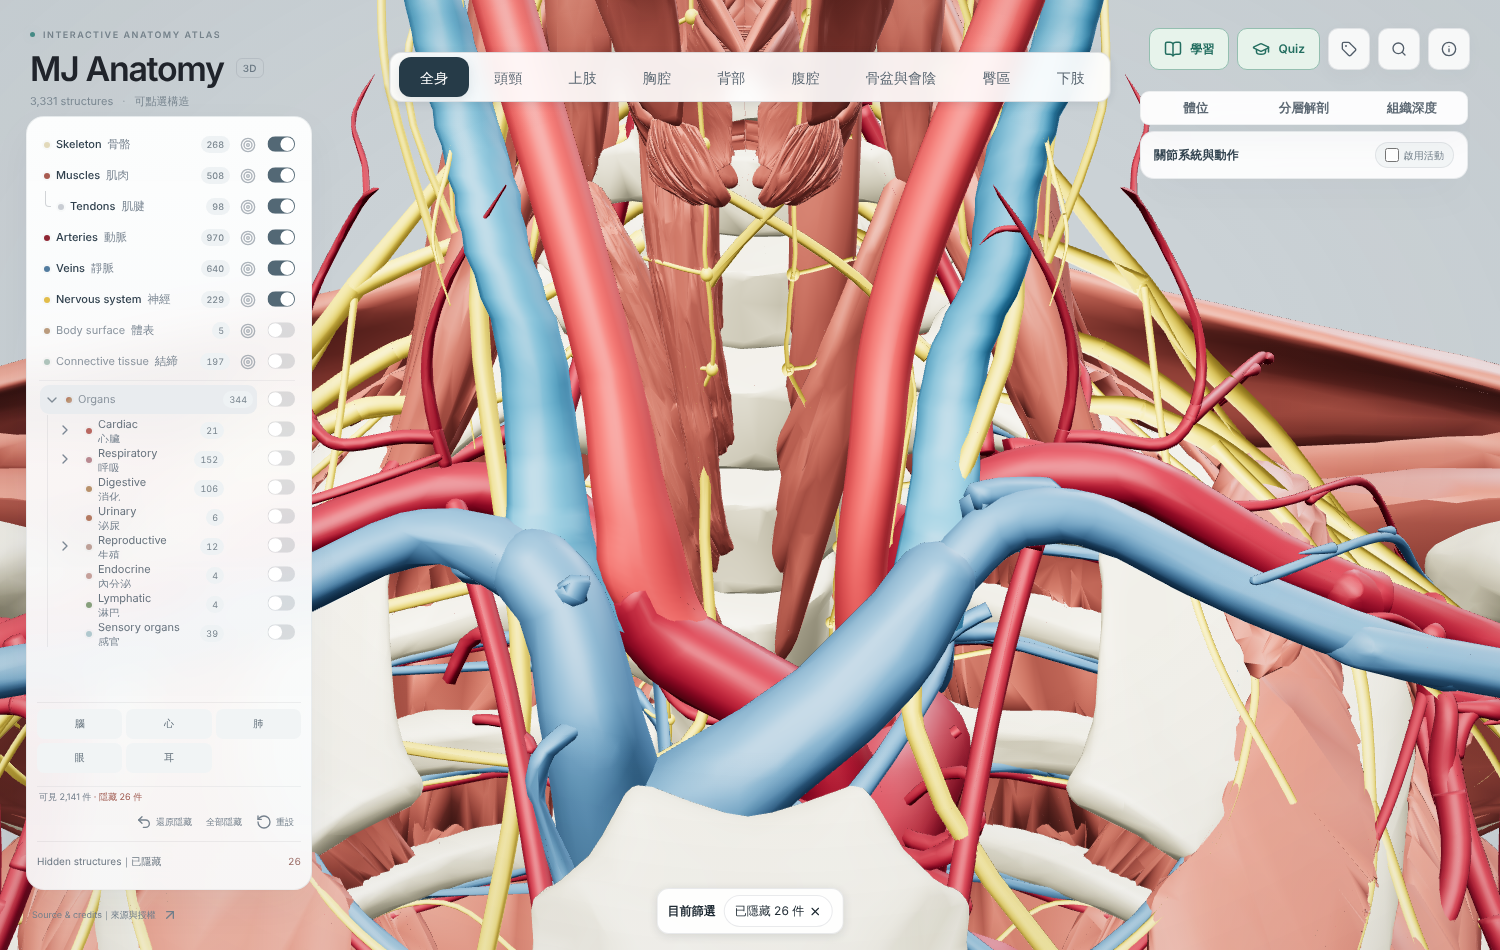 INTERACTIVE ANATOMY ATLAS
MJ Anatomy 3D
3,331 structures · 可點選構造
全身 頭頸 上肢 胸腔 背部 腹腔 骨盆與會陰 臀區 下肢
學習 Quiz
體位 分層解剖 組織深度
關節系統與動作 啟用活動
Skeleton 骨骼 268
Muscles 肌肉 508
Tendons 肌腱 98
Arteries 動脈 970
Veins 靜脈 640
Nervous system 神經 229
Body surface 體表 5
Connective tissue 結締 197
Organs 344
Cardiac 21
心臟
Respiratory 152
呼吸
Digestive 106
消化
Urinary 6
泌尿
Reproductive 12
生殖
Endocrine 4
內分泌
Lymphatic 4
淋巴
Sensory organs 39
感官
腦 心 肺
眼 耳
可見 2,141 件 · 隱藏 26 件
還原隱藏 全部隱藏 重設
Hidden structures | 已隱藏 26
Source & credits | 來源與授權
目前篩選 已隱藏 26 件